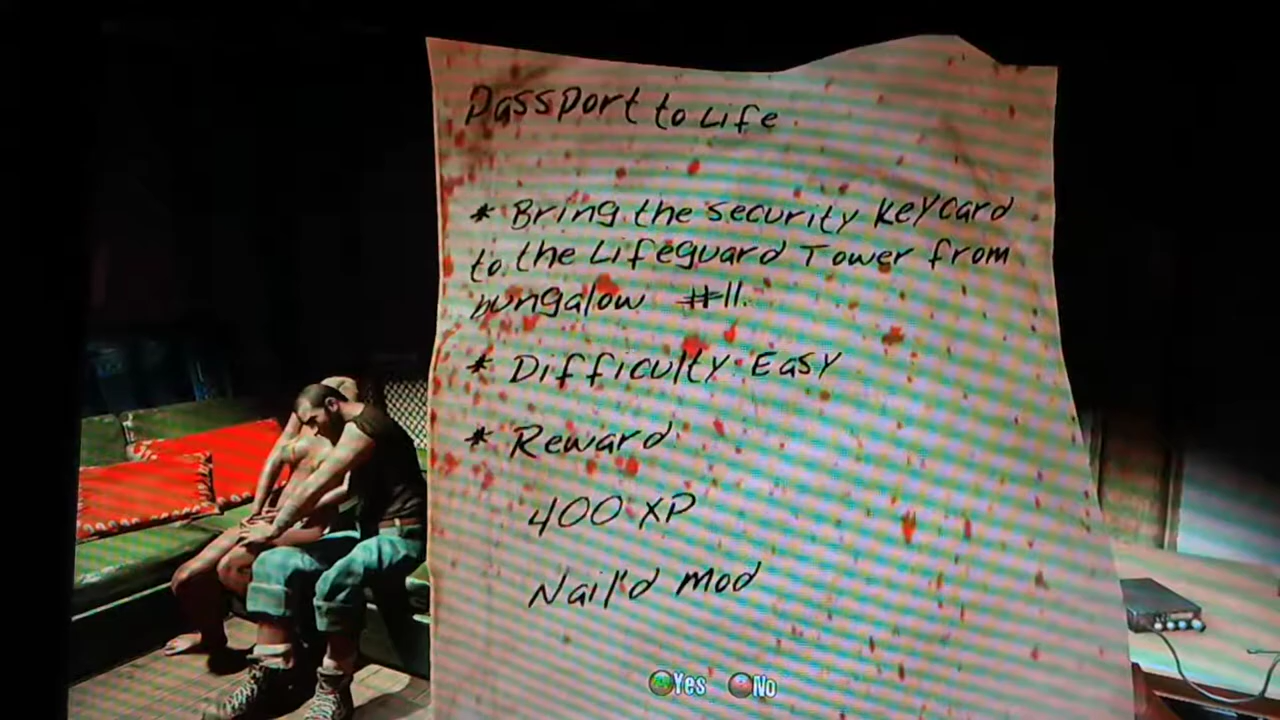 Passport to Life
* Bring the security keycard
to the Lifeguard Tower from
bungalow #11.
* Difficulty: Easy
* Reward:
400 XP
Nail'd Mod
Yes No